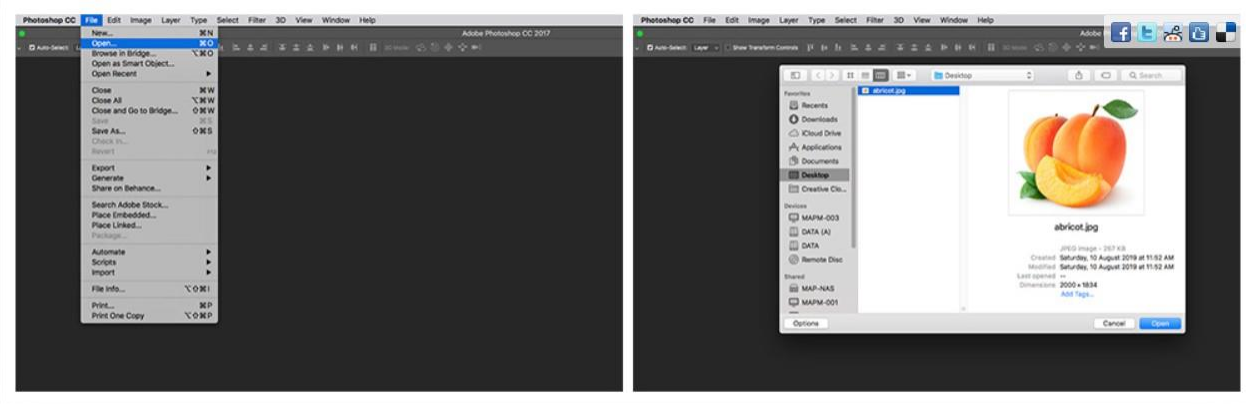 Photoshop CC File Edit Image Layer Type Select Filter 3D View Window Help
Adobe Photoshop CC 2017
Auto-Select:
New... ⌘N
Open... ⌘O
Browse in Bridge... ⌥⌘O
Open as Smart Object...
Open Recent
Close ⌘W
Close All ⌥⌘W
Close and Go to Bridge... ⇧⌘W
Save ⌘S
Save As... ⇧⌘S
Check In...
Revert
Export
Generate
Share on Behance...
Search Adobe Stock...
Place Embedded...
Place Linked...
Package...
Automate
Scripts
Import
File Info... ⌥⇧⌘I
Print... ⌘P
Print One Copy ⌥⇧⌘P
Photoshop CC File Edit Image Layer Type Select Filter 3D View Window Help
Auto-Select: Layer Show Transform Controls
Desktop
Search
Favorites
Recents
Downloads
iCloud Drive
Applications
Documents
Desktop
Creative Clo...
Devices
MAPM-003
DATA (A)
DATA
Remote Disc
Shared
MAP-NAS
MAPM-001
abricot.jpg
abricot.jpg
JPEG image - 267 KB
Created Saturday, 10 August 2019 at 11:52 AM
Modified Saturday, 10 August 2019 at 11:52 AM
Last opened --
Dimensions 2000 × 1834
Add Tags...
Options
Cancel
Open